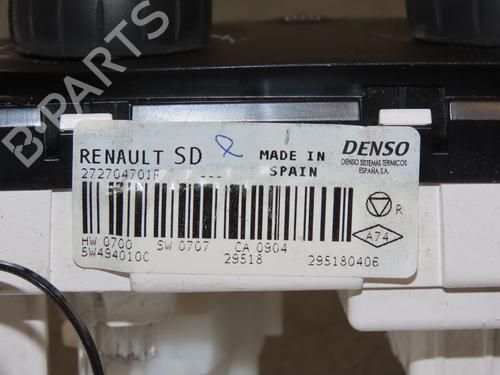 B-PARTS
RENAULT SD
MADE IN
SPAIN
DENSO
DENSO SISTEMAS TERMICOS
ESPAÑA, S.A.
272704701R
R
A74
HW 0700 SW 0707 CA 0904
SW494010C 29518 295180406